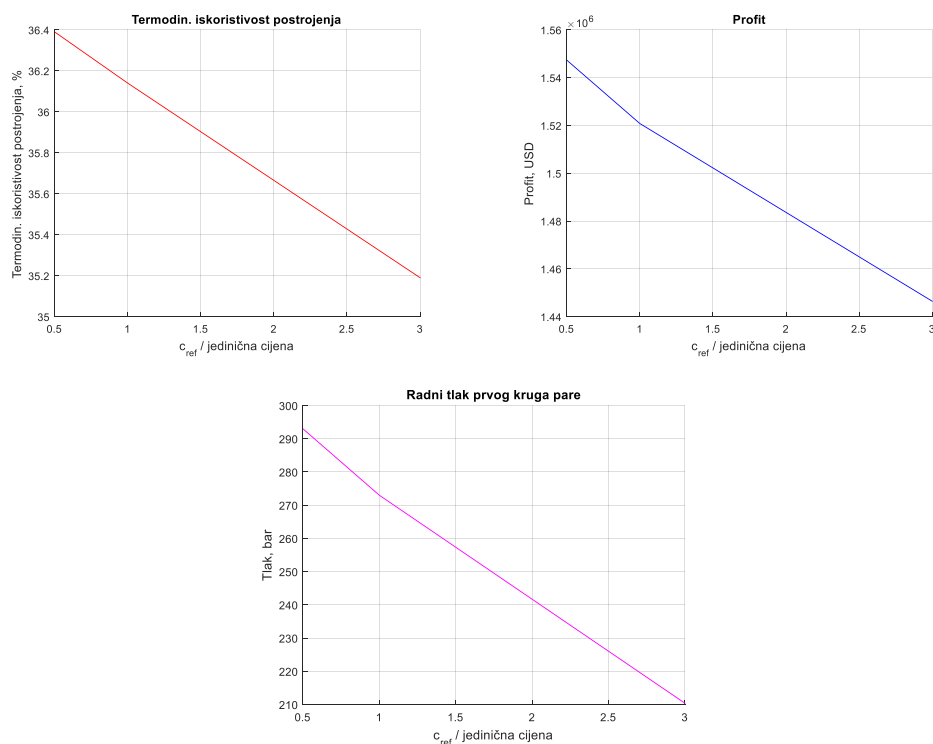 Termodin. iskoristivost postrojenja
Termodin. iskoristivost postrojenja, %
36.4
36.2
36
35.8
35.6
35.4
35.2
35
0.5 1 1.5 2 2.5 3
c_ref / jedinična cijena
Profit
×10^6
Profit, USD
1.56
1.54
1.52
1.5
1.48
1.46
1.44
0.5 1 1.5 2 2.5 3
c_ref / jedinična cijena
Radni tlak prvog kruga pare
Tlak, bar
300
290
280
270
260
250
240
230
220
210
0.5 1 1.5 2 2.5 3
c_ref / jedinična cijena